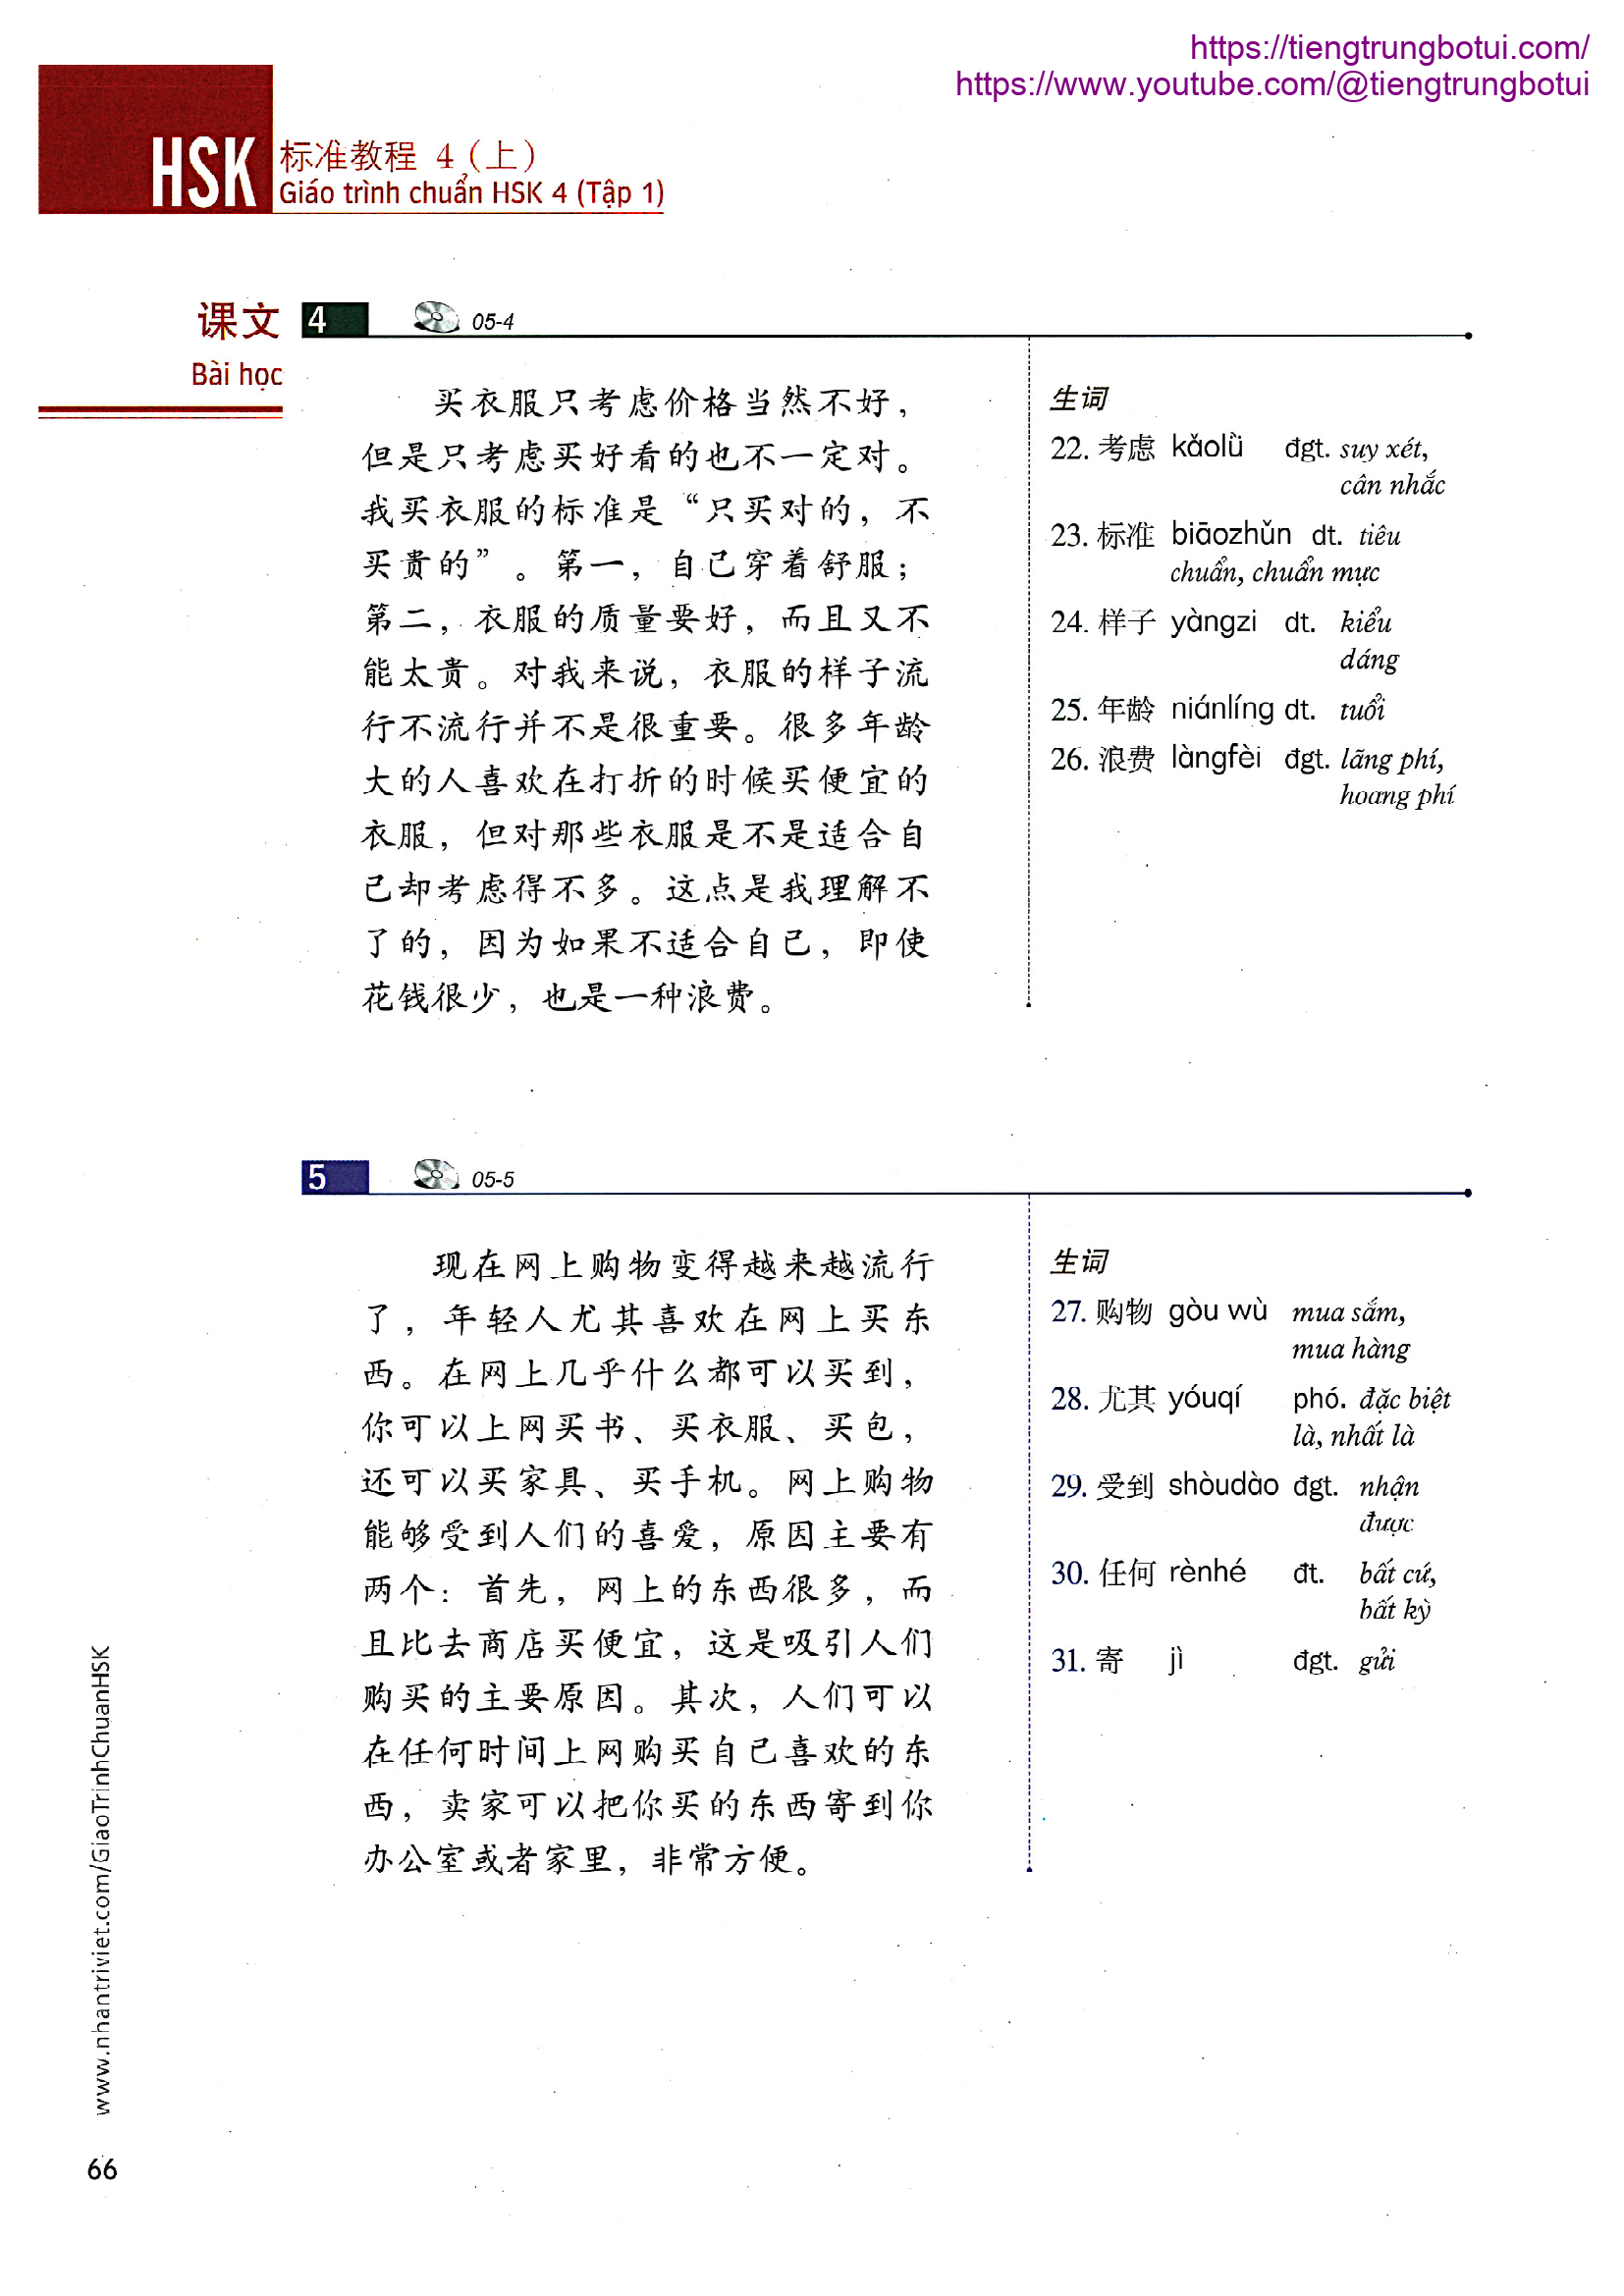 https://tiengtrungbotui.com/
https://www.youtube.com/@tiengtrungbotui
HSK 标准教程 4（上）
Giáo trình chuẩn HSK 4 (Tập 1)
课文 4 05-4
Bài học
买衣服只考虑价格当然不好，
但是只考虑买好看的也不一定对。
我买衣服的标准是“只买对的，不
买贵的”。第一，自己穿着舒服；
第二，衣服的质量要好，而且又不
能太贵。对我来说，衣服的样子流
行不流行并不是很重要。很多年龄
大的人喜欢在打折的时候买便宜的
衣服，但对那些衣服是不是适合自
己却考虑得不多。这点是我理解不
了的，因为如果不适合自己，即使
花钱很少，也是一种浪费。
生词
22. 考虑 kǎolǜ đgt. suy xét,
cân nhắc
23. 标准 biāozhǔn dt. tiêu
chuẩn, chuẩn mực
24. 样子 yàngzi dt. kiểu
dáng
25. 年龄 niánlíng dt. tuổi
26. 浪费 làngfèi đgt. lãng phí,
hoang phí
5 05-5
现在网上购物变得越来越流行
了，年轻人尤其喜欢在网上买东
西。在网上几乎什么都可以买到，
你可以上网买书、买衣服、买包，
还可以买家具、买手机。网上购物
能够受到人们的喜爱，原因主要有
两个：首先，网上的东西很多，而
且比去商店买便宜，这是吸引人们
购买的主要原因。其次，人们可以
在任何时间上网购买自己喜欢的东
西，卖家可以把你买的东西寄到你
办公室或者家里，非常方便。
生词
27. 购物 gòu wù mua sắm,
mua hàng
28. 尤其 yóuqí phó. đặc biệt
là, nhất là
29. 受到 shòudào đgt. nhận
được
30. 任何 rènhé đt. bất cứ,
bất kỳ
31. 寄 jì đgt. gửi
www.nhantriviet.com/GiaoTrinhChuanHSK
66